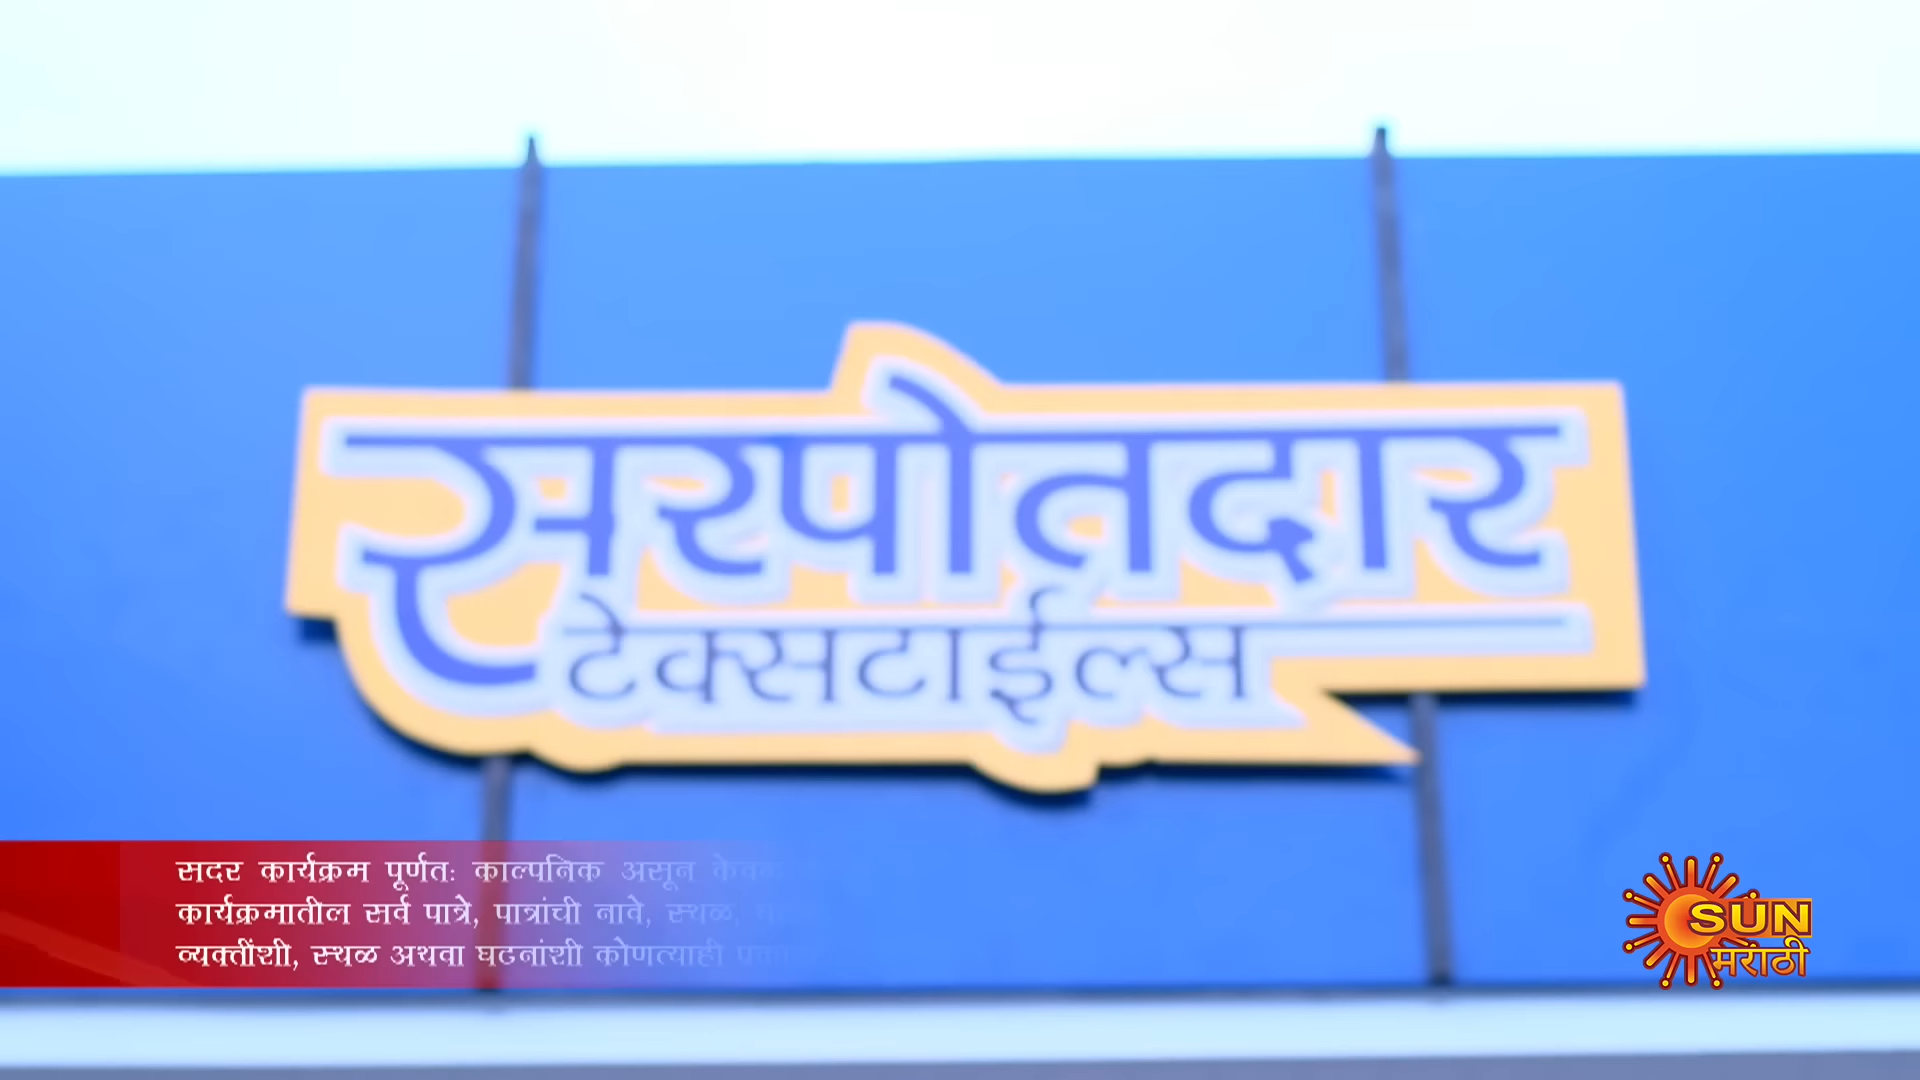 सरपोतदार
टेक्सटाईल्स
सदर कार्यक्रम पूर्णतः काल्पनिक असून
कार्यक्रमातील सर्व पात्रे, पात्रांची नावे, स्थळ,
व्यक्तींशी, स्थळ अथवा घटनांशी कोणत्याही
SUN
मराठी